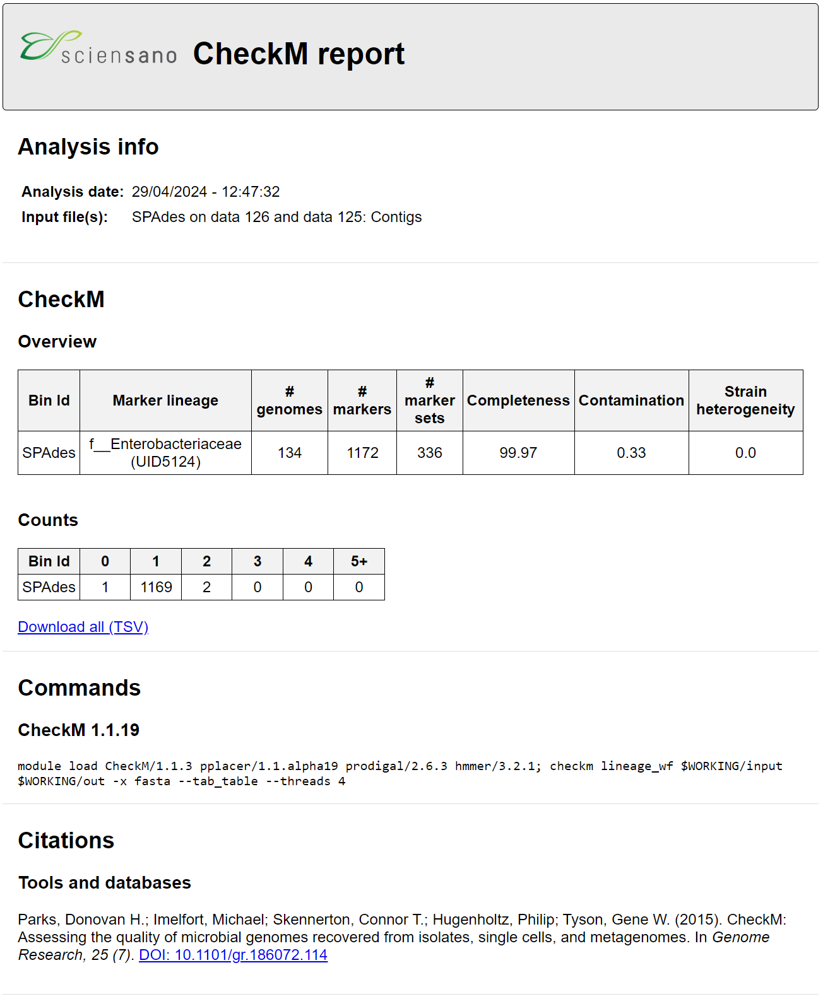 sciensano CheckM report
Analysis info
Analysis date: 29/04/2024 - 12:47:32
Input file(s): SPAdes on data 126 and data 125: Contigs
CheckM
Overview
Bin Id Marker lineage # genomes # markers # marker sets Completeness Contamination Strain heterogeneity
SPAdes f__Enterobacteriaceae (UID5124) 134 1172 336 99.97 0.33 0.0
Counts
Bin Id 0 1 2 3 4 5+
SPAdes 1 1169 2 0 0 0
Download all (TSV)
Commands
CheckM 1.1.19
module load CheckM/1.1.3 pplacer/1.1.alpha19 prodigal/2.6.3 hmmer/3.2.1; checkm lineage_wf $WORKING/input
$WORKING/out -x fasta --tab_table --threads 4
Citations
Tools and databases
Parks, Donovan H.; Imelfort, Michael; Skennerton, Connor T.; Hugenholtz, Philip; Tyson, Gene W. (2015). CheckM:
Assessing the quality of microbial genomes recovered from isolates, single cells, and metagenomes. In Genome
Research, 25 (7). DOI: 10.1101/gr.186072.114